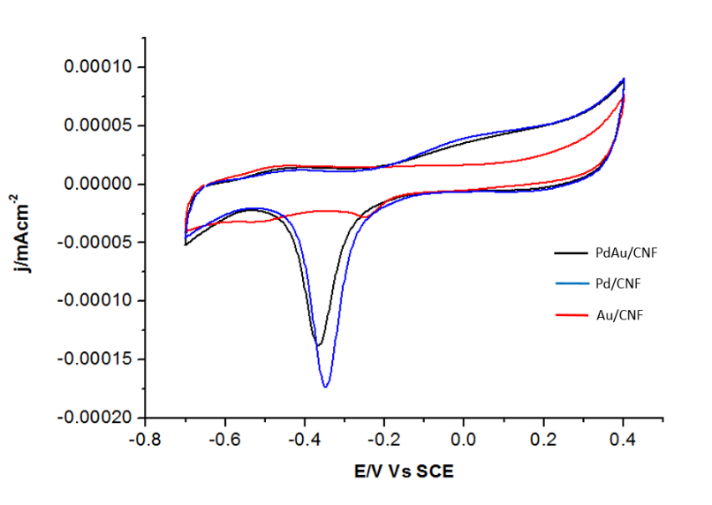 j/mAcm-2
0.00010
0.00005
0.00000
-0.00005
-0.00010
-0.00015
-0.00020
PdAu/CNF
Pd/CNF
Au/CNF
-0.8 -0.6 -0.4 -0.2 0.0 0.2 0.4
E/V Vs SCE